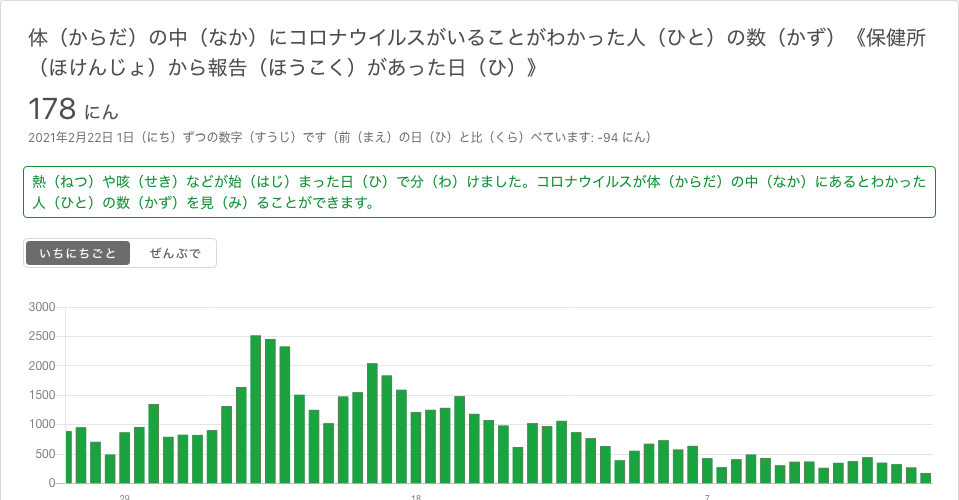 体（からだ）の中（なか）にコロナウイルスがいることがわかった人（ひと）の数（かず）《保健所
（ほけんじょ）から報告（ほうこく）があった日（ひ）》
178 にん
2021年2月22日 1日（にち）ずつの数字（すうじ）です（前（まえ）の日（ひ）と比（くら）べています: -94 にん）
熱（ねつ）や咳（せき）などが始（はじ）まった日（ひ）で分（わ）けました。コロナウイルスが体（からだ）の中（なか）にあるとわかった
人（ひと）の数（かず）を見（み）ることができます。
いちにちごと ぜんぶで
3000
2500
2000
1500
1000
500
0
29 18 7